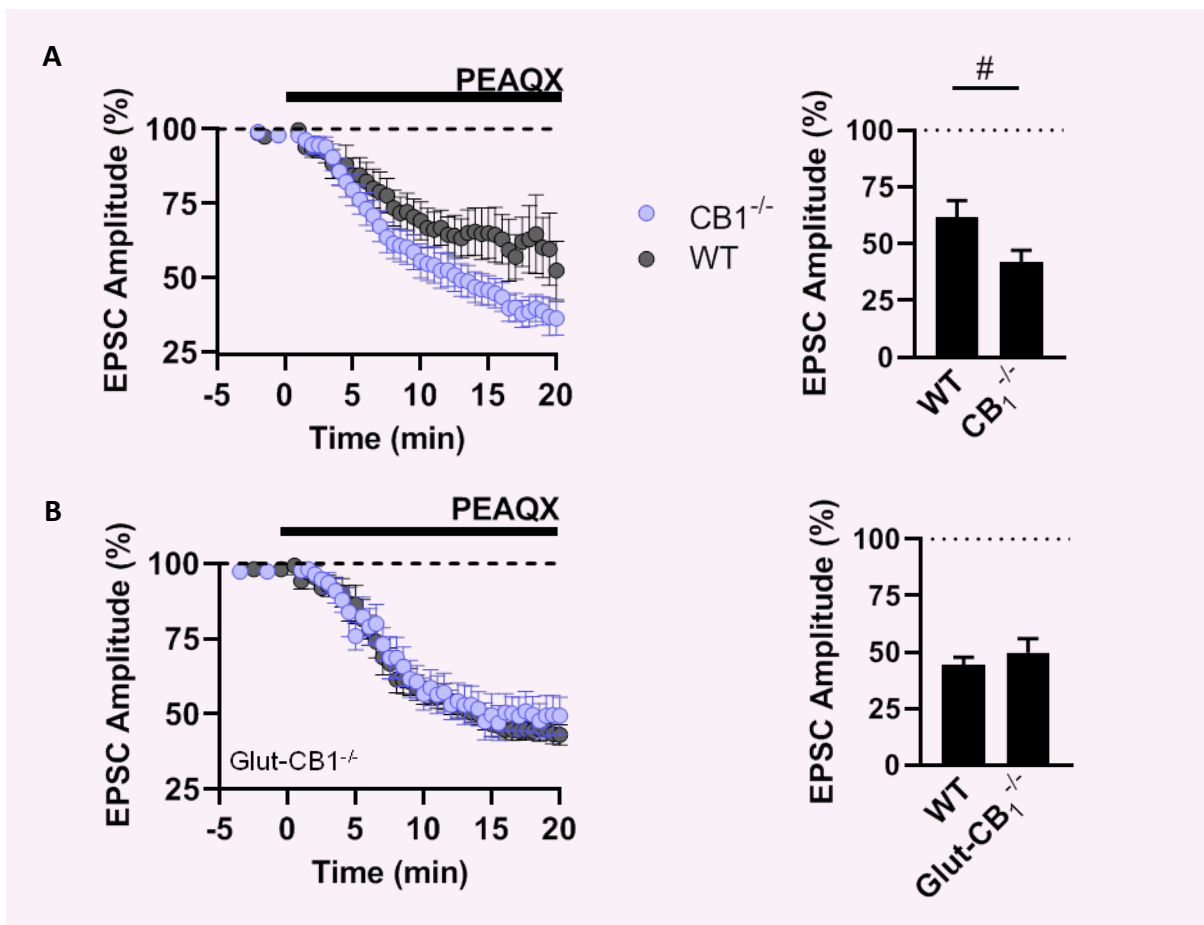 A
PEAQX
#
EPSC Amplitude (%)
100
75
50
25
-5 0 5 10 15 20
Time (min)
CB1-/-
WT
EPSC Amplitude (%)
100
75
50
25
0
WT
CB1-/-
B
PEAQX
EPSC Amplitude (%)
100
75
50
25
Glut-CB1-/-
-5 0 5 10 15 20
Time (min)
EPSC Amplitude (%)
100
75
50
25
0
WT
Glut-CB1-/-